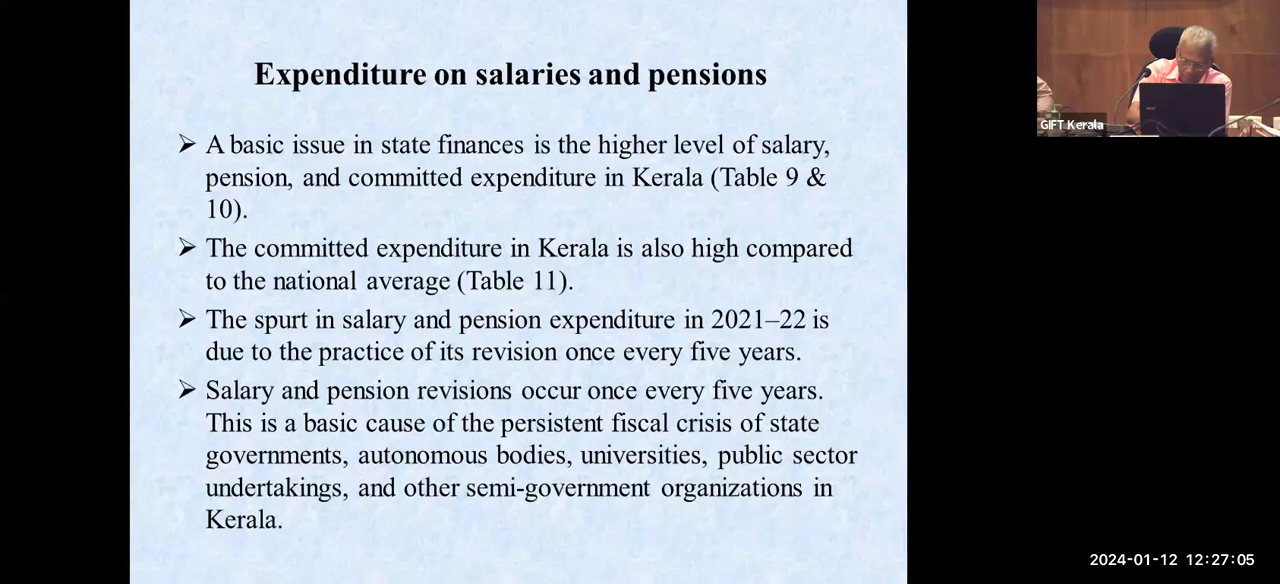 Expenditure on salaries and pensions
➢ A basic issue in state finances is the higher level of salary,
pension, and committed expenditure in Kerala (Table 9 &
10).
➢ The committed expenditure in Kerala is also high compared
to the national average (Table 11).
➢ The spurt in salary and pension expenditure in 2021–22 is
due to the practice of its revision once every five years.
➢ Salary and pension revisions occur once every five years.
This is a basic cause of the persistent fiscal crisis of state
governments, autonomous bodies, universities, public sector
undertakings, and other semi-government organizations in
Kerala.
GIFT Kerala
2024-01-12 12:27:05